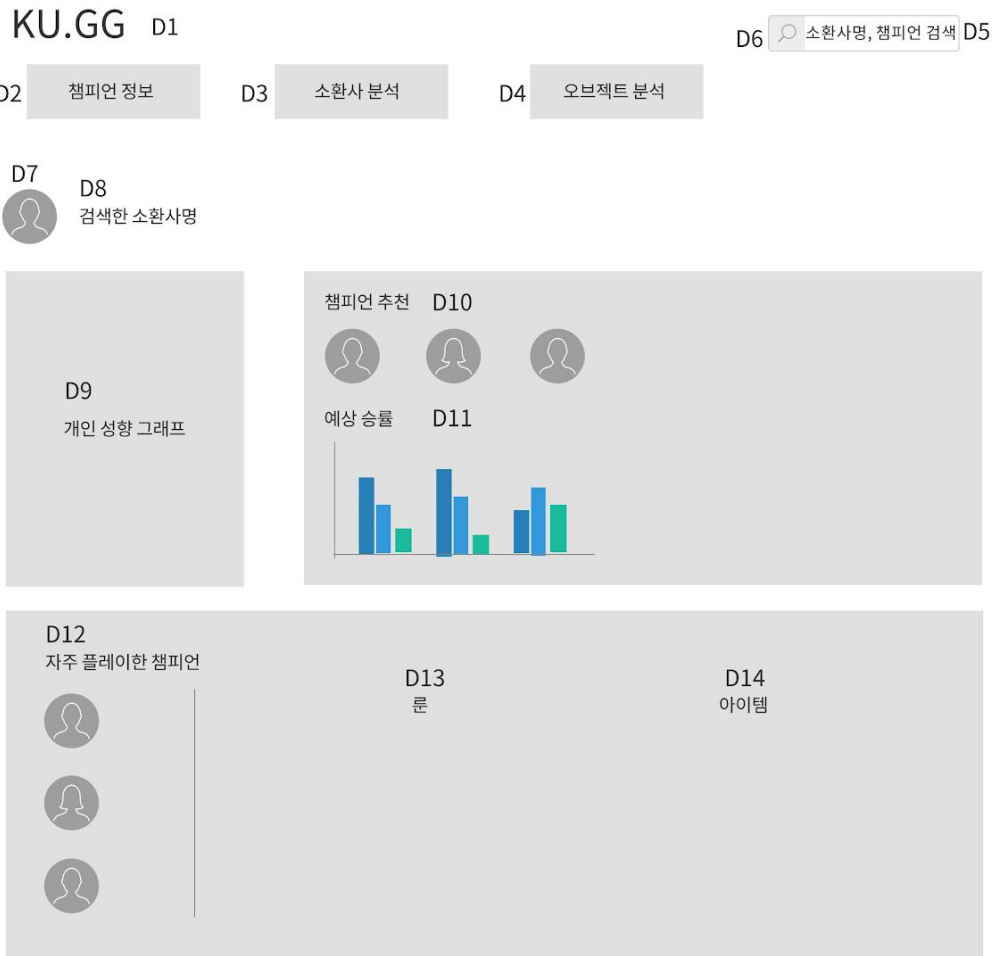 KU.GG D1
D6 소환사명, 챔피언 검색 D5
D2 챔피언 정보 D3 소환사 분석 D4 오브젝트 분석
D7
D8
검색한 소환사명
D9
개인 성향 그래프
챔피언 추천 D10
예상 승률 D11
D12
자주 플레이한 챔피언
D13
룬
D14
아이템